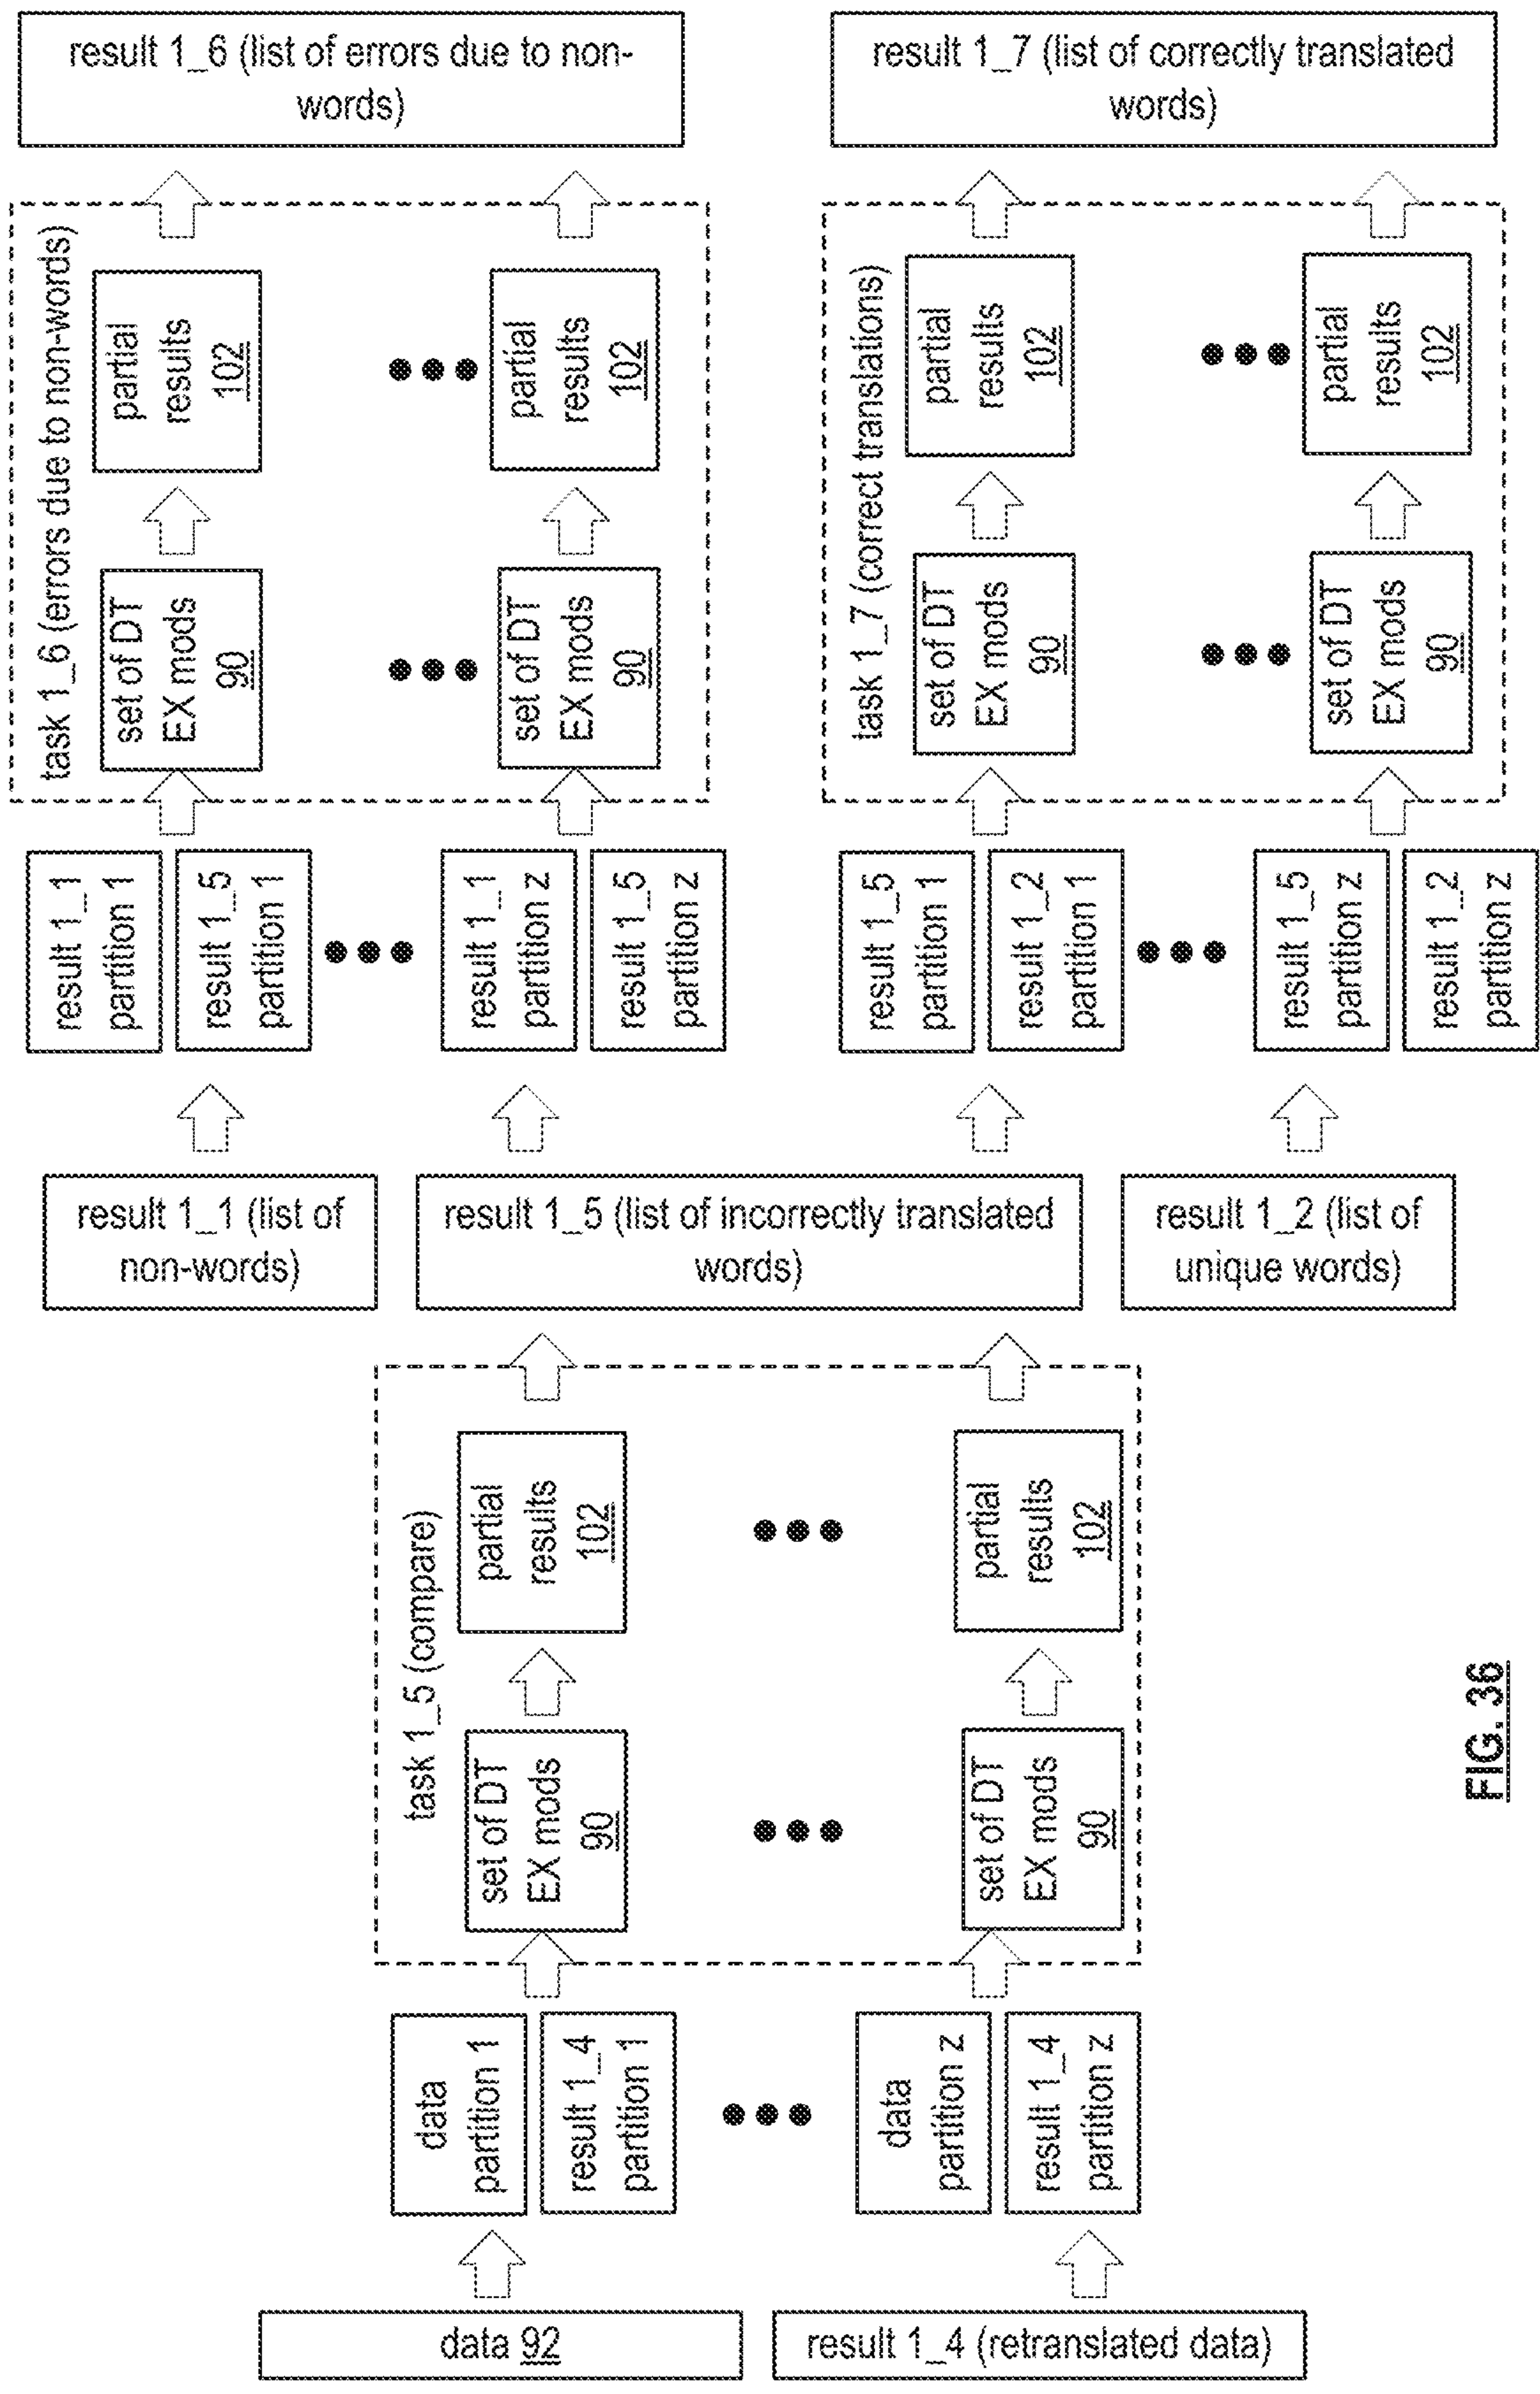 result 1_6 (list of errors due to non-
words)
result 1_7 (list of correctly translated
words)
task 1_6 (errors due to non-words)
partial
results
102
partial
results
102
set of DT
EX mods
90
set of DT
EX mods
90
task 1_7 (correct translations)
partial
results
102
partial
results
102
set of DT
EX mods
90
set of DT
EX mods
90
result 1_1
partition 1
result 1_5
partition 1
result 1_1
partition z
result 1_5
partition z
result 1_5
partition 1
result 1_2
partition 1
result 1_5
partition z
result 1_2
partition z
result 1_1 (list of
non-words)
result 1_5 (list of incorrectly translated
words)
result 1_2 (list of
unique words)
task 1_5 (compare)
partial
results
102
partial
results
102
set of DT
EX mods
90
set of DT
EX mods
90
data
partition 1
result 1_4
partition 1
data
partition z
result 1_4
partition z
data 92
result 1_4 (retranslated data)
FIG. 36